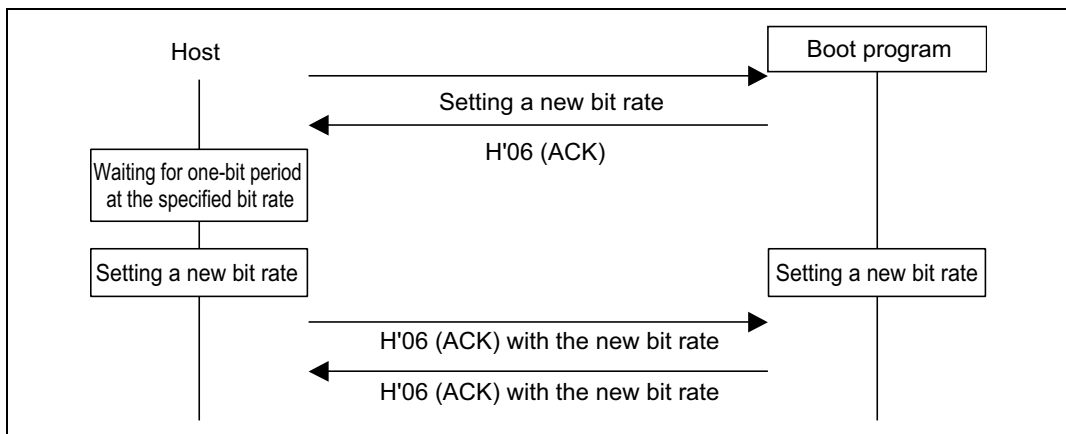 Host
Boot program
Setting a new bit rate
H'06 (ACK)
Waiting for one-bit period
at the specified bit rate
Setting a new bit rate
Setting a new bit rate
H'06 (ACK) with the new bit rate
H'06 (ACK) with the new bit rate